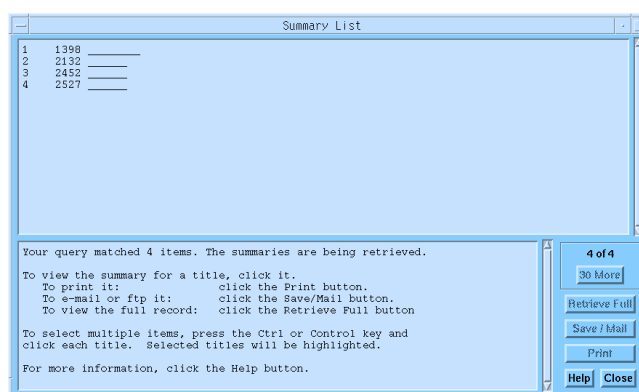 Summary List
1 1398 ________
2 2132 ______
3 2452 ______
4 2527 ______
Your query matched 4 items. The summaries are being retrieved.
To view the summary for a title, click it.
To print it: click the Print button.
To e-mail or ftp it: click the Save/Mail button.
To view the full record: click the Retrieve Full button
To select multiple items, press the Ctrl or Control key and
click each title. Selected titles will be highlighted.
For more information, click the Help button.
4 of 4
30 More
Retrieve Full
Save / Mail
Print
Help Close